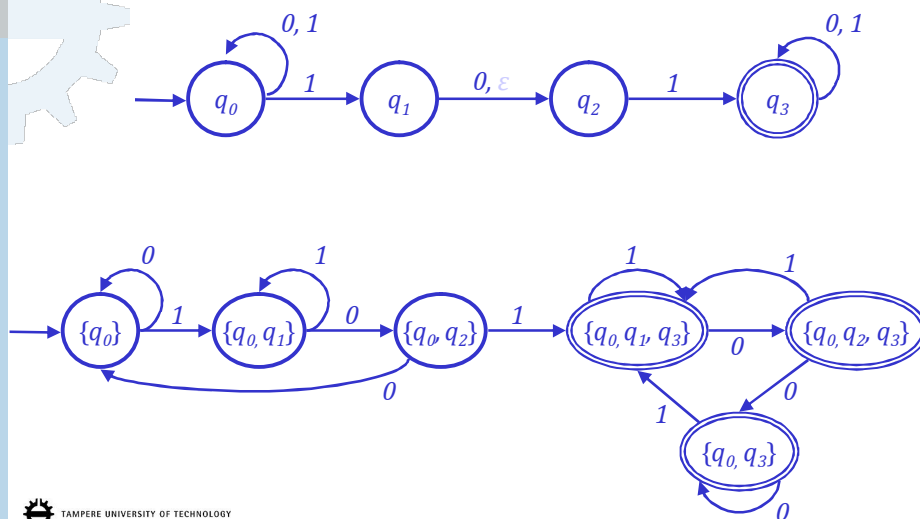 0, 1
0, 1
1
0, ε
1
q0
q1
q2
q3
0
1
1
1
1
0
1
{q0}
{q0, q1}
{q0, q2}
{q0, q1, q3}
{q0, q2, q3}
0
0
0
1
{q0, q3}
0
TAMPERE UNIVERSITY OF TECHNOLOGY